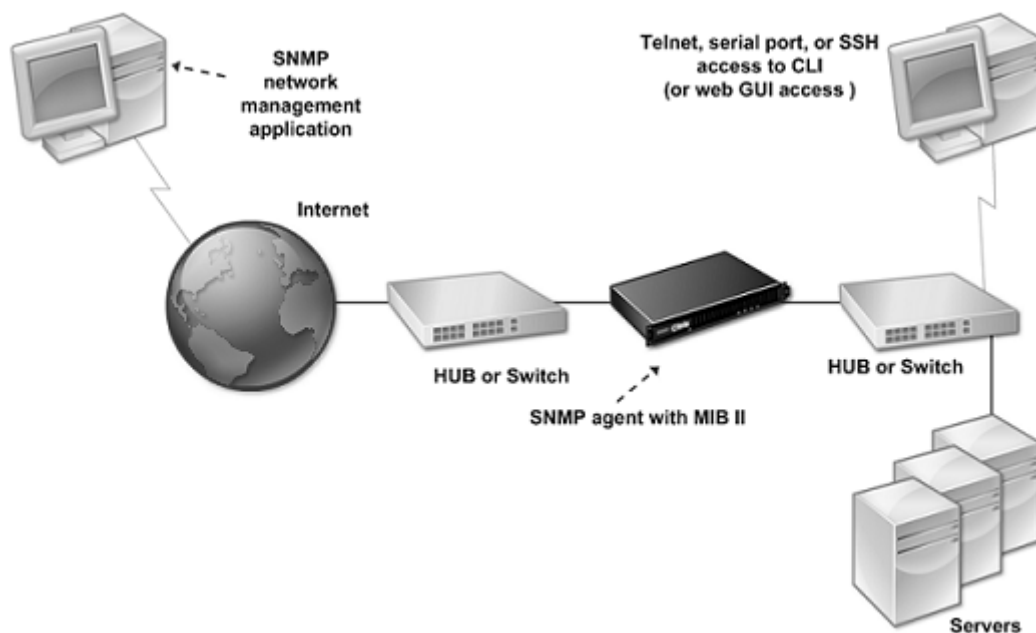 SNMP
network
management
application
Telnet, serial port, or SSH
access to CLI
(or web GUI access )
Internet
HUB or Switch
SNMP agent with MIB II
HUB or Switch
Servers